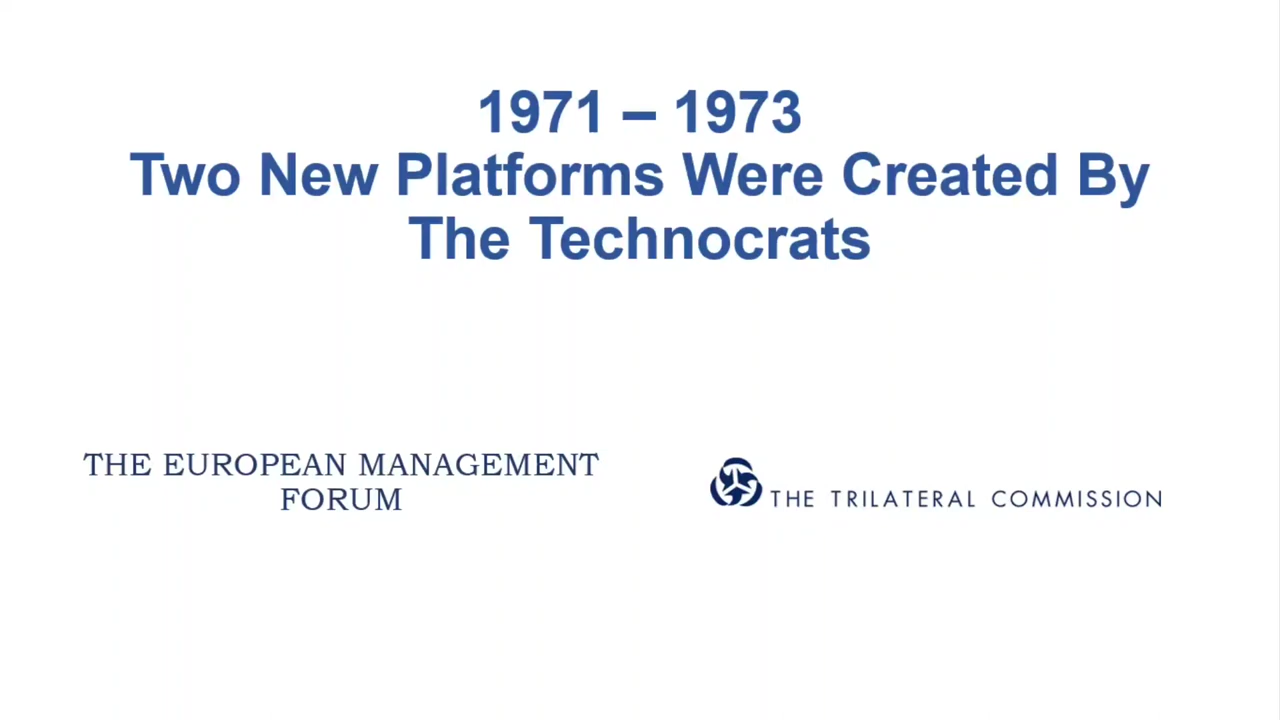 1971 – 1973
Two New Platforms Were Created By
The Technocrats
THE EUROPEAN MANAGEMENT
FORUM
THE TRILATERAL COMMISSION